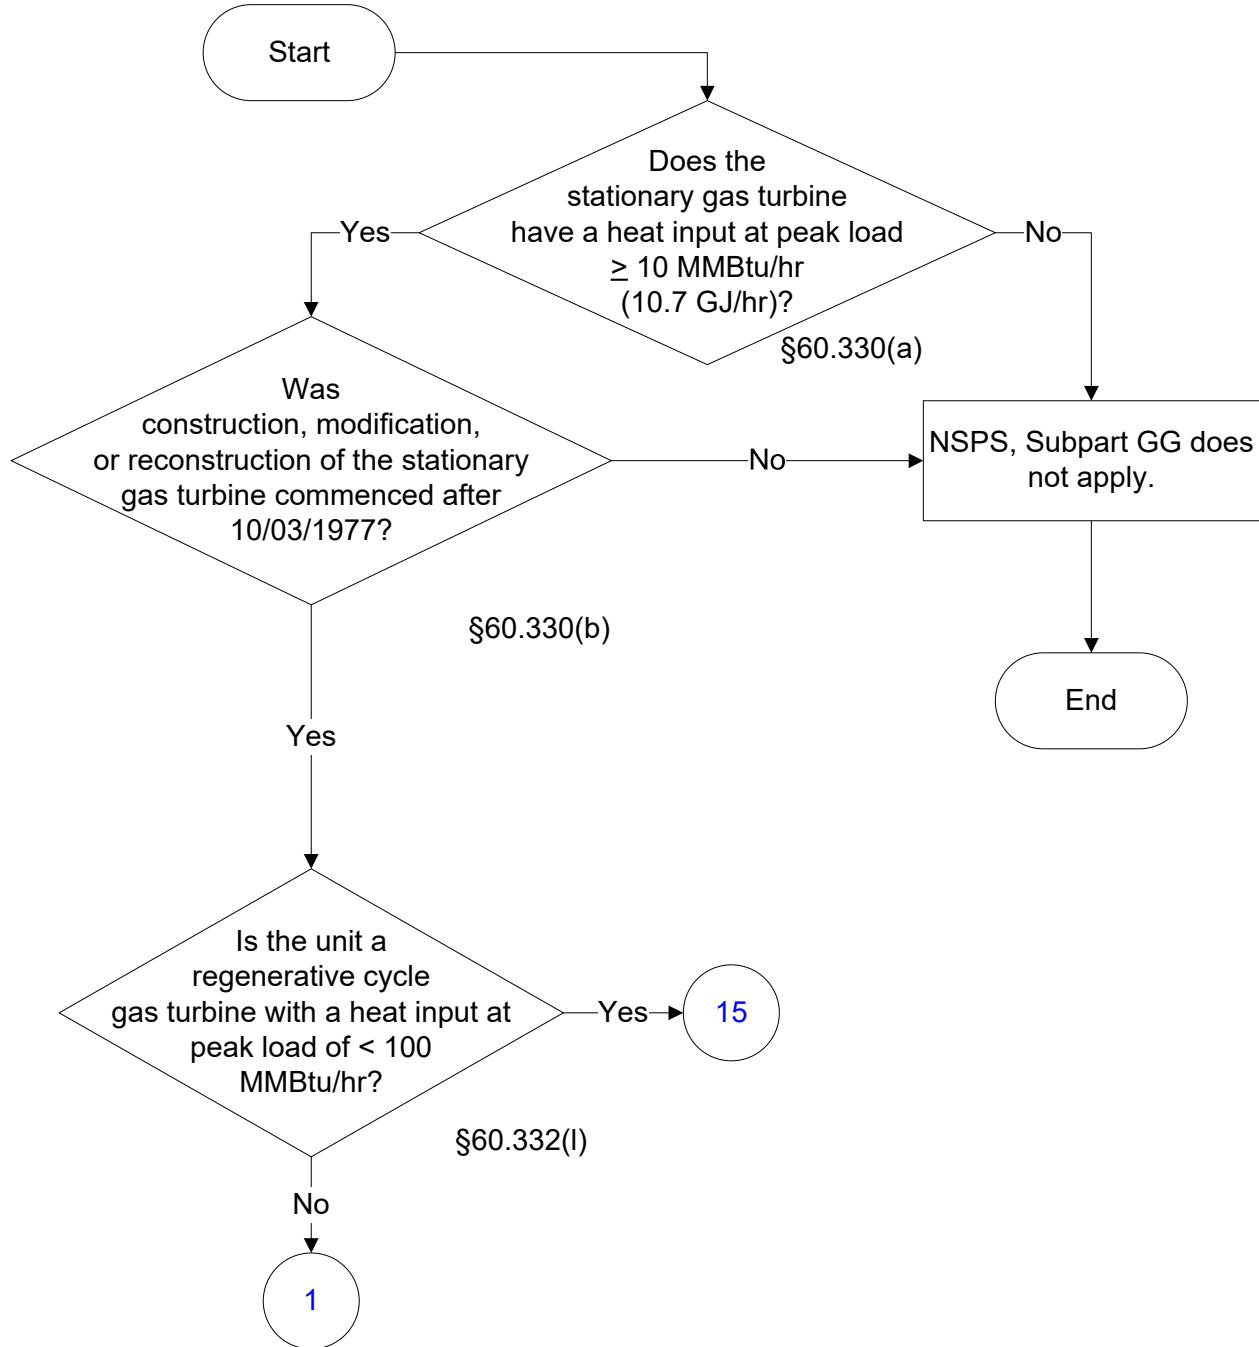 Start
Does the
stationary gas turbine
have a heat input at peak load
≥ 10 MMBtu/hr
(10.7 GJ/hr)?
Yes
No
§60.330(a)
Was
construction, modification,
or reconstruction of the stationary
gas turbine commenced after
10/03/1977?
No
NSPS, Subpart GG does
not apply.
§60.330(b)
End
Yes
Is the unit a
regenerative cycle
gas turbine with a heat input at
peak load of < 100
MMBtu/hr?
Yes
15
§60.332(l)
No
1